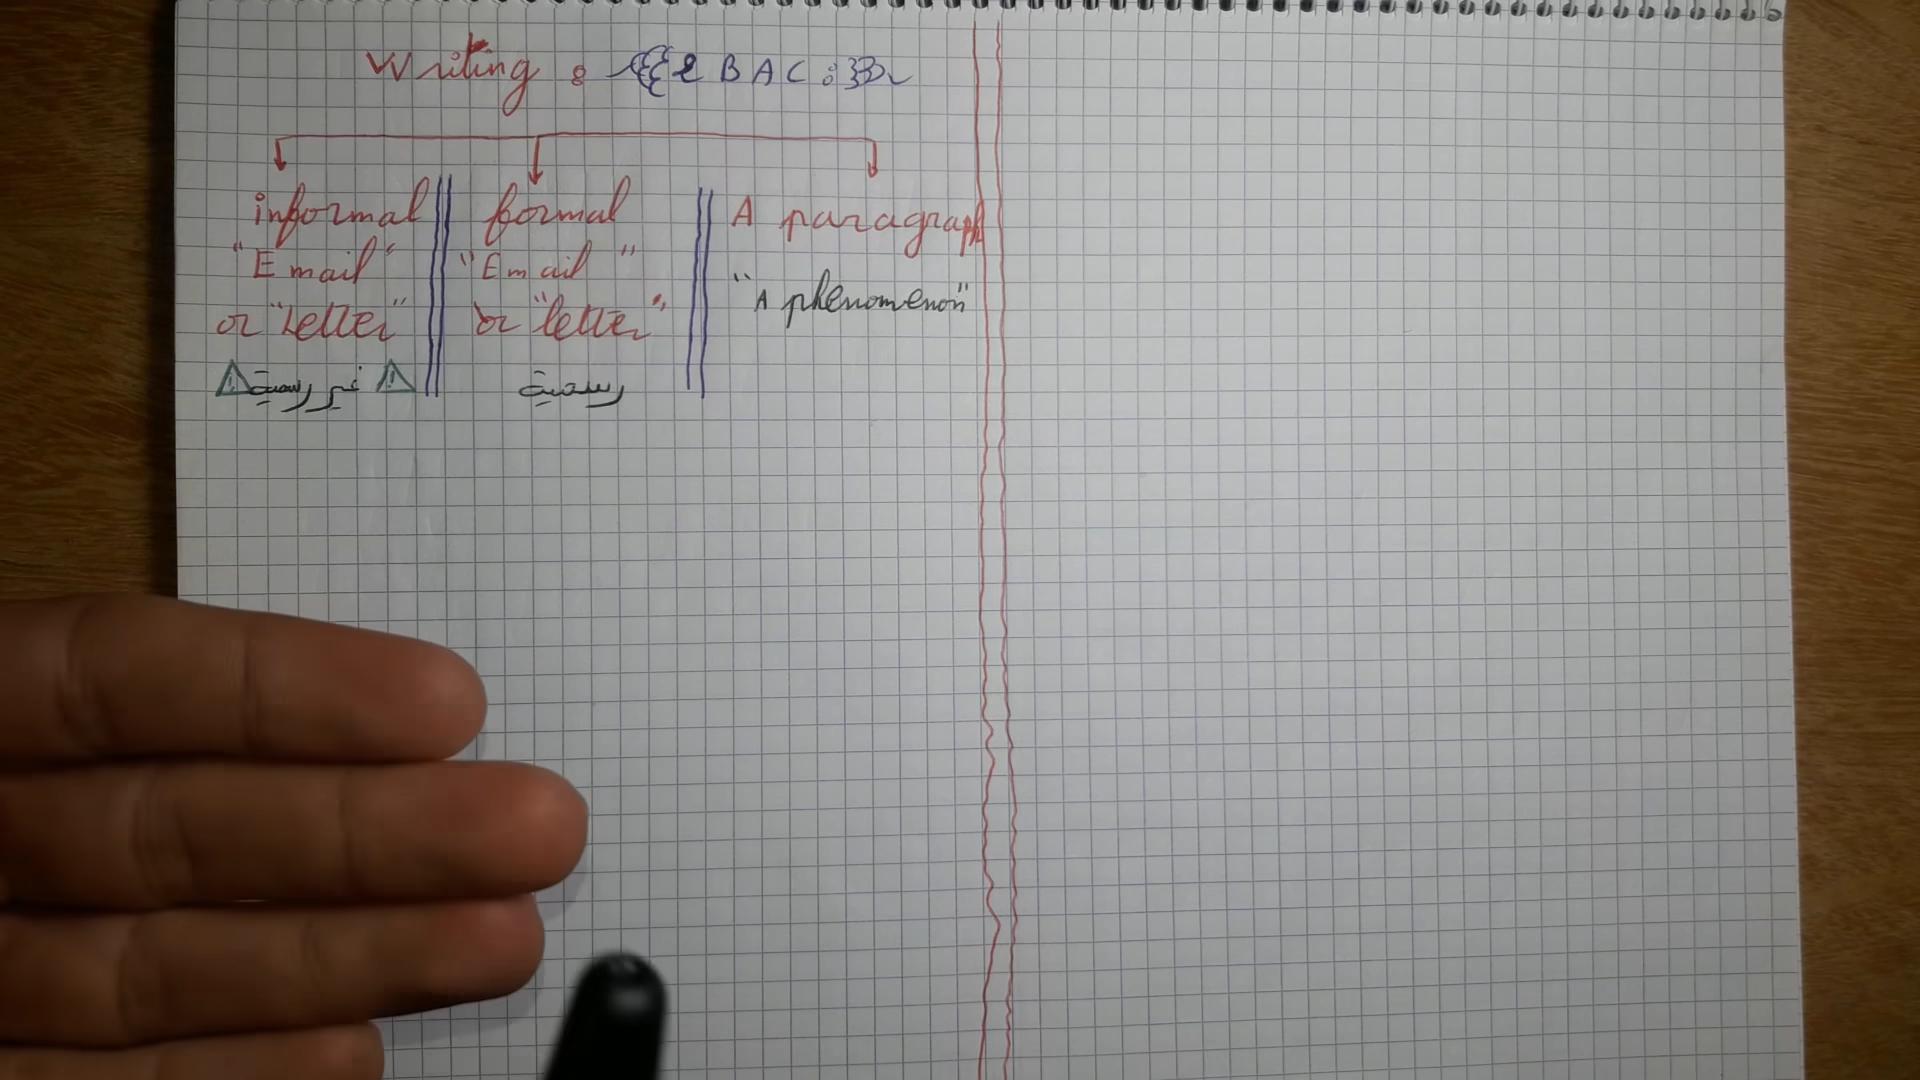 Writing : {{{2 BAC :}}}
informal
"Email"
or "Letter"
غير رسمية
formal
"Email"
or "letter"
رسمية
A paragraph
"A phenomenon"